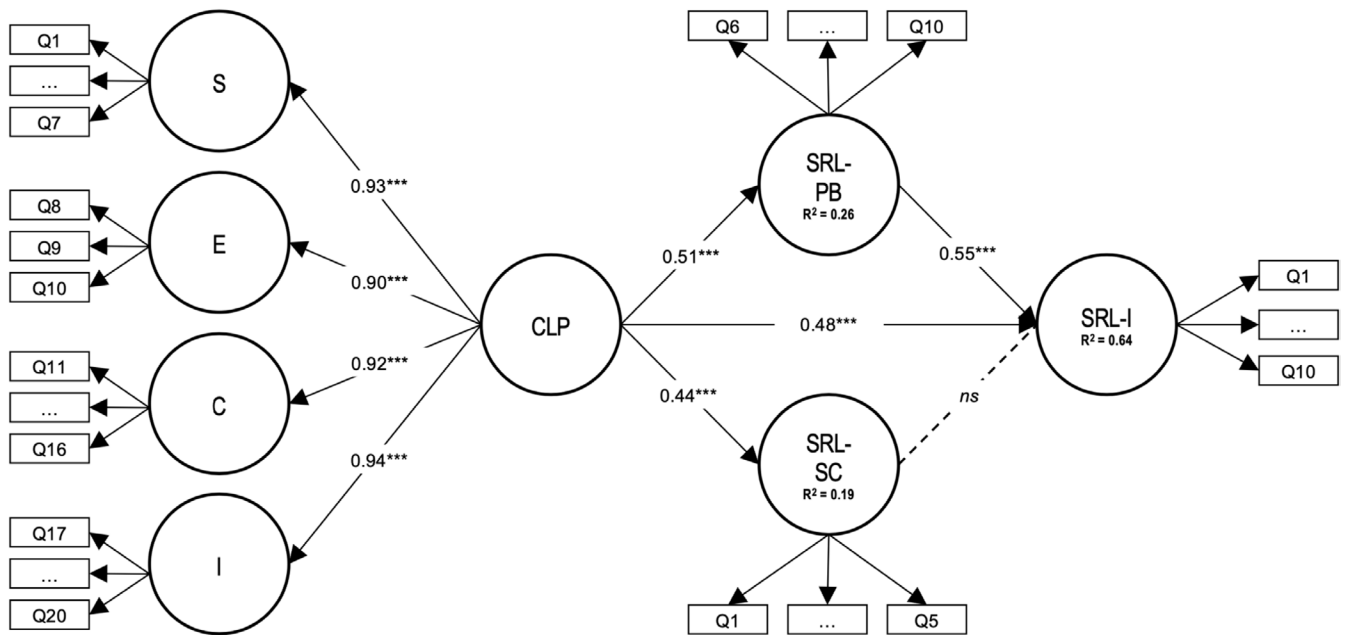 Q1
...
Q7
S
Q8
Q9
Q10
E
Q11
...
Q16
C
Q17
...
Q20
I
0.93***
0.90***
0.92***
0.94***
CLP
0.51***
0.48***
0.44***
Q6
...
Q10
SRL-
PB
R² = 0.26
0.55***
SRL-
SC
R² = 0.19
ns
Q1
...
Q5
SRL-I
R² = 0.64
Q1
...
Q10